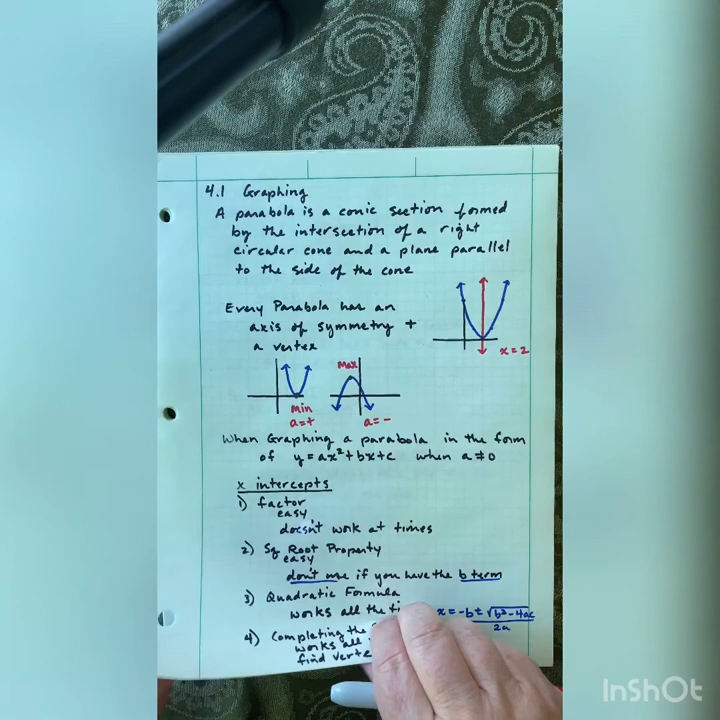 4.1 Graphing
A parabola is a conic section formed
by the intersection of a right
circular cone and a plane parallel
to the side of the cone
Every Parabola has an
axis of symmetry +
a vertex
x=2
Max
min
a=+
a=-
When Graphing a parabola in the form
of y=ax²+bx+c when a≠0
x intercepts
1) factor
easy
doesn't work at times
2) Sq Root Property
easy
don't use if you have the b term
3) Quadratic Formula
works all the
x = -b ± √b²-4ac
2a
4) Completing the
works all
find
InShOt